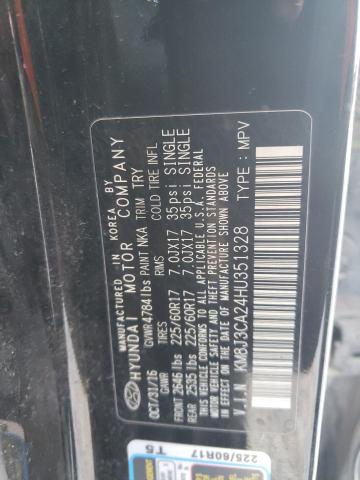 MANUFACTURED IN KOREA BY
HYUNDAI MOTOR COMPANY
OCT/31/16 GVWR 4784 lbs PAINT NKA TRIM TRY
GAWR TIRES RIMS COLD TIRE INFL
FRONT 2646 lbs 225/60R17 7.0JX17 35psi SINGLE
REAR 2535 lbs 225/60R17 7.0JX17 35psi SINGLE
THIS VEHICLE CONFORMS TO ALL APPLICABLE U.S.A. FEDERAL
MOTOR VEHICLE SAFETY AND THEFT PREVENTION STANDARDS
IN EFFECT ON THE DATE OF MANUFACTURE SHOWN ABOVE
V.I.N KM8J3CA24HU351328 TYPE : MPV
225/60R17
T5